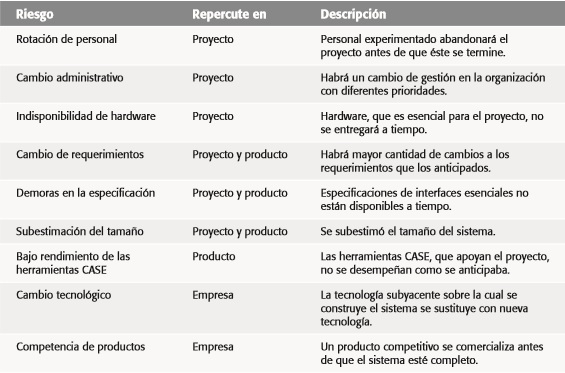 Riesgo Repercute en Descripción
Rotación de personal Proyecto Personal experimentado abandonará el
proyecto antes de que éste se termine.
Cambio administrativo Proyecto Habrá un cambio de gestión en la organización
con diferentes prioridades.
Indisponibilidad de hardware Proyecto Hardware, que es esencial para el proyecto, no
se entregará a tiempo.
Cambio de requerimientos Proyecto y producto Habrá mayor cantidad de cambios a los
requerimientos que los anticipados.
Demoras en la especificación Proyecto y producto Especificaciones de interfaces esenciales no
están disponibles a tiempo.
Subestimación del tamaño Proyecto y producto Se subestimó el tamaño del sistema.
Bajo rendimiento de las Producto Las herramientas CASE, que apoyan el proyecto,
herramientas CASE no se desempeñan como se anticipaba.
Cambio tecnológico Empresa La tecnología subyacente sobre la cual se
construye el sistema se sustituye con nueva
tecnología.
Competencia de productos Empresa Un producto competitivo se comercializa antes
de que el sistema esté completo.